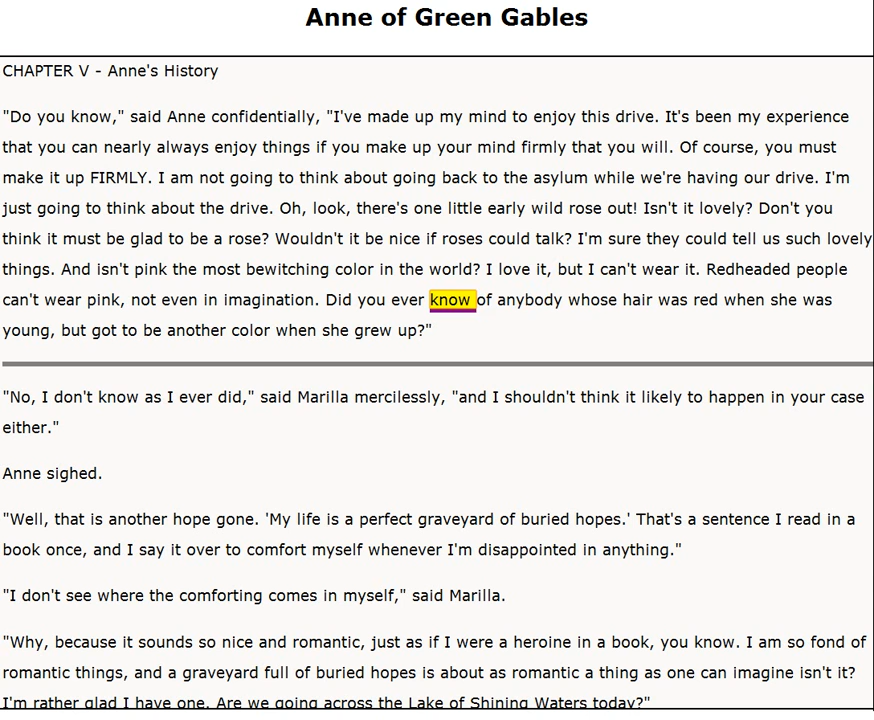 Anne of Green Gables
CHAPTER V - Anne's History
"Do you know," said Anne confidentially, "I've made up my mind to enjoy this drive. It's been my experience
that you can nearly always enjoy things if you make up your mind firmly that you will. Of course, you must
make it up FIRMLY. I am not going to think about going back to the asylum while we're having our drive. I'm
just going to think about the drive. Oh, look, there's one little early wild rose out! Isn't it lovely? Don't you
think it must be glad to be a rose? Wouldn't it be nice if roses could talk? I'm sure they could tell us such lovely
things. And isn't pink the most bewitching color in the world? I love it, but I can't wear it. Redheaded people
can't wear pink, not even in imagination. Did you ever know of anybody whose hair was red when she was
young, but got to be another color when she grew up?"
"No, I don't know as I ever did," said Marilla mercilessly, "and I shouldn't think it likely to happen in your case
either."
Anne sighed.
"Well, that is another hope gone. 'My life is a perfect graveyard of buried hopes.' That's a sentence I read in a
book once, and I say it over to comfort myself whenever I'm disappointed in anything."
"I don't see where the comforting comes in myself," said Marilla.
"Why, because it sounds so nice and romantic, just as if I were a heroine in a book, you know. I am so fond of
romantic things, and a graveyard full of buried hopes is about as romantic a thing as one can imagine isn't it?
I'm rather glad I have one. Are we going across the Lake of Shining Waters today?"